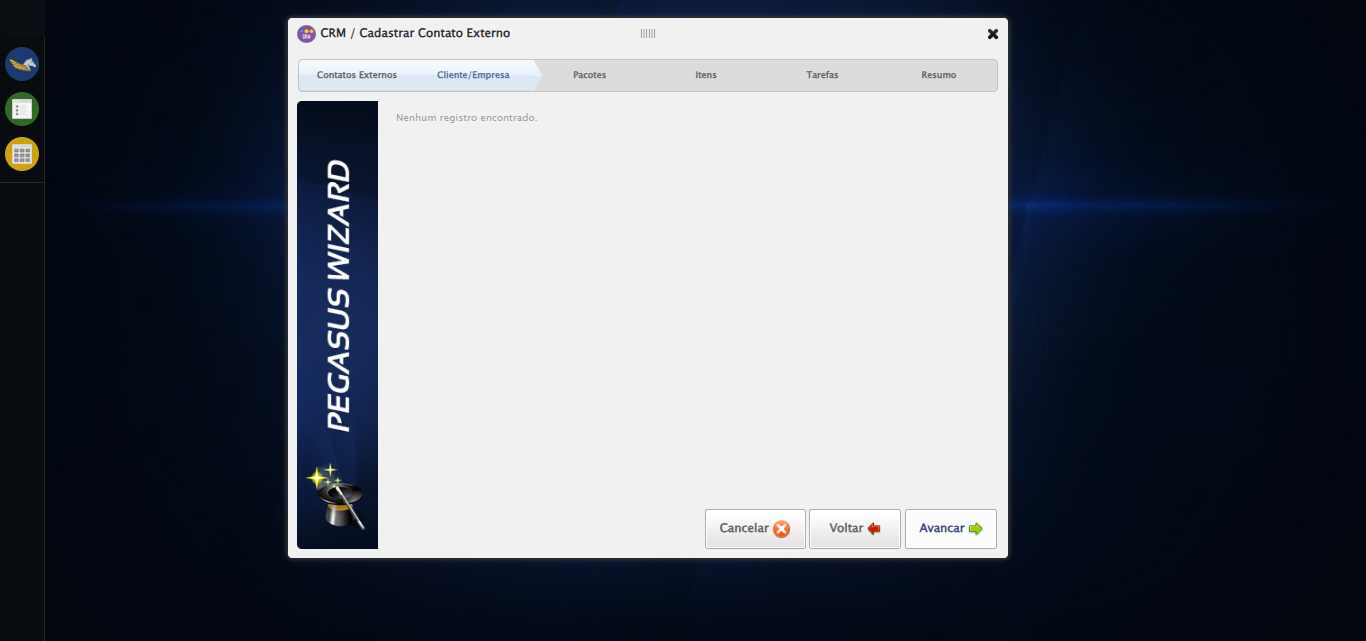 CRM / Cadastrar Contato Externo
Contatos Externos Cliente/Empresa Pacotes Itens Tarefas Resumo
Nenhum registro encontrado.
PEGASUS WIZARD
Cancelar Voltar Avancar